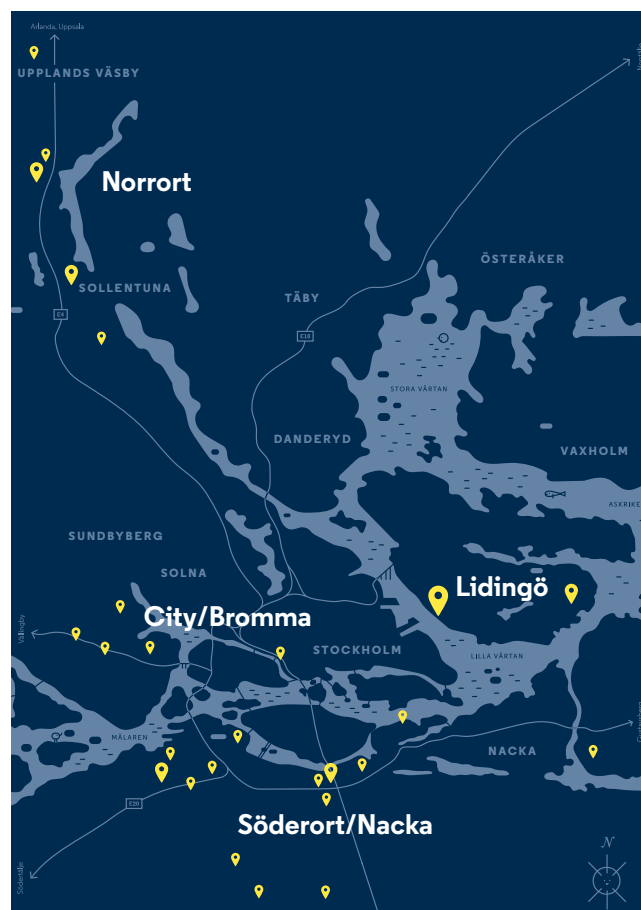 Arlanda, Uppsala
Norrtälje
UPPLANDS VÄSBY
Norrort
ÖSTERÅKER
SOLLENTUNA
TÄBY
E4
E18
STORA VÄRTAN
DANDERYD
VAXHOLM
ASKRIKE
SUNDBYBERG
SOLNA
Lidingö
City/Bromma
Vällingby
STOCKHOLM
LILLA VÄRTAN
MÄLAREN
NACKA
E20
Söderort/Nacka
N
Södertälje